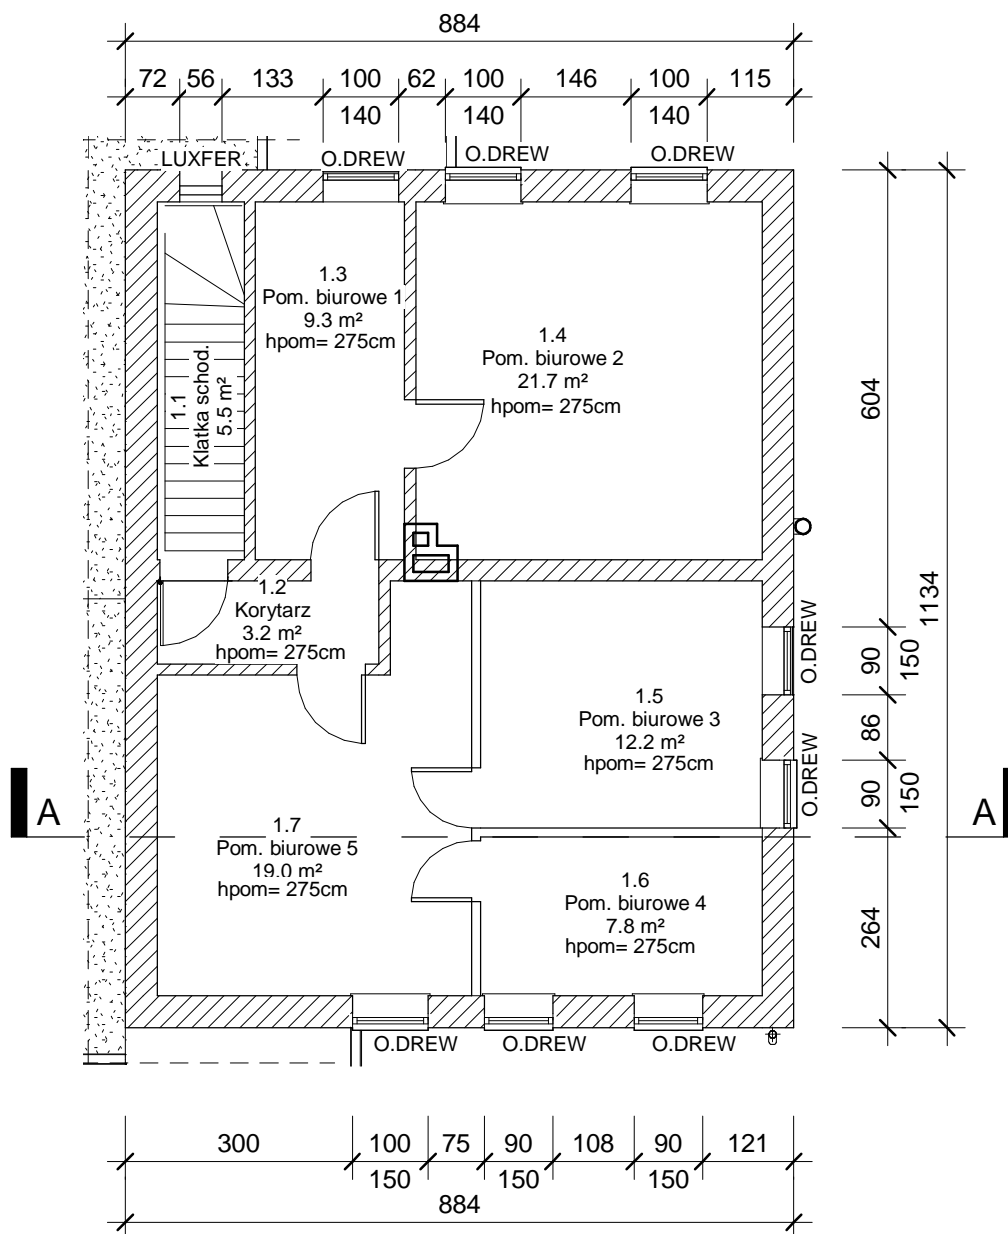 884
72 56 133 100 62 100 146 100 115
140 140 140
LUXFER. O.DREW O.DREW O.DREW
1.3
Pom. biurowe 1
9.3 m²
hpom= 275cm
1.4
Pom. biurowe 2
21.7 m²
hpom= 275cm
1.1
Klatka schod.
5.5 m²
604
1134
1.2
Korytarz
3.2 m²
hpom= 275cm
O.DREW
90
150
86
1.5
Pom. biurowe 3
12.2 m²
hpom= 275cm
O.DREW
90
150
A A
1.7
Pom. biurowe 5
19.0 m²
hpom= 275cm
1.6
Pom. biurowe 4
7.8 m²
hpom= 275cm
264
O.DREW O.DREW O.DREW
300 100 75 90 108 90 121
150 150 150
884